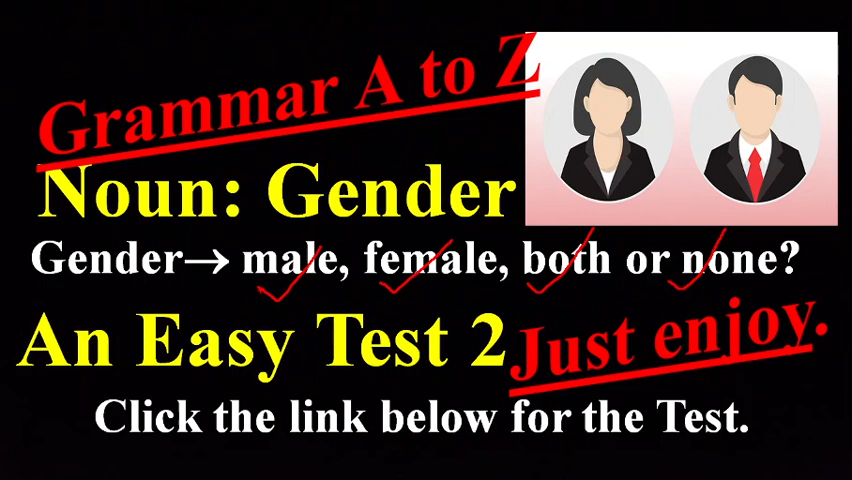 Grammar A to Z
Noun: Gender
Gender→ male, female, both or none?
An Easy Test 2
Just enjoy.
Click the link below for the Test.